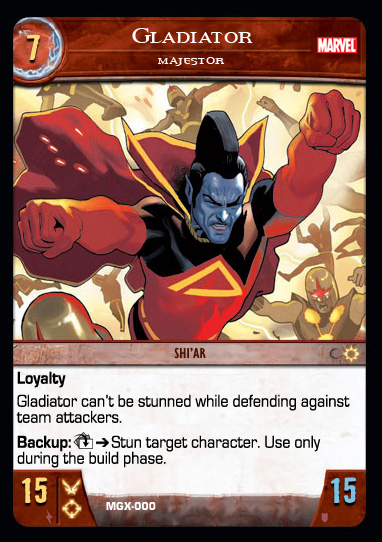 7
GLADIATOR
MAJESTOR
MARVEL
SHI'AR
C
Loyalty
Gladiator can't be stunned while defending against
team attackers.
Backup: ➔ Stun target character. Use only
during the build phase.
15
MGX-000
15